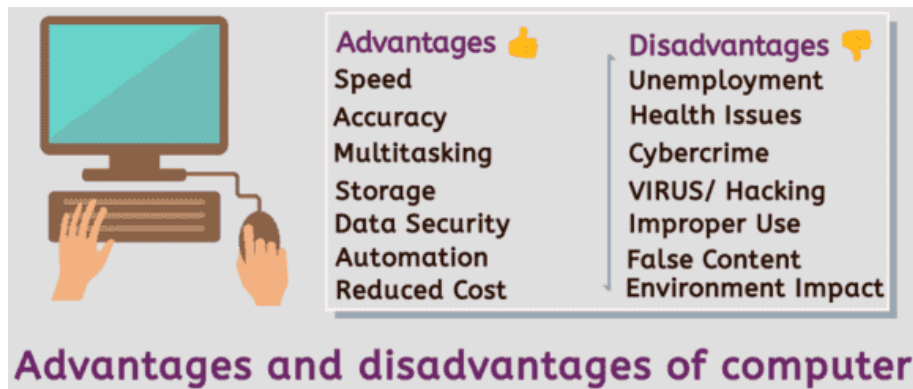 Advantages
Speed
Accuracy
Multitasking
Storage
Data Security
Automation
Reduced Cost
Disadvantages
Unemployment
Health Issues
Cybercrime
VIRUS/ Hacking
Improper Use
False Content
Environment Impact
Advantages and disadvantages of computer